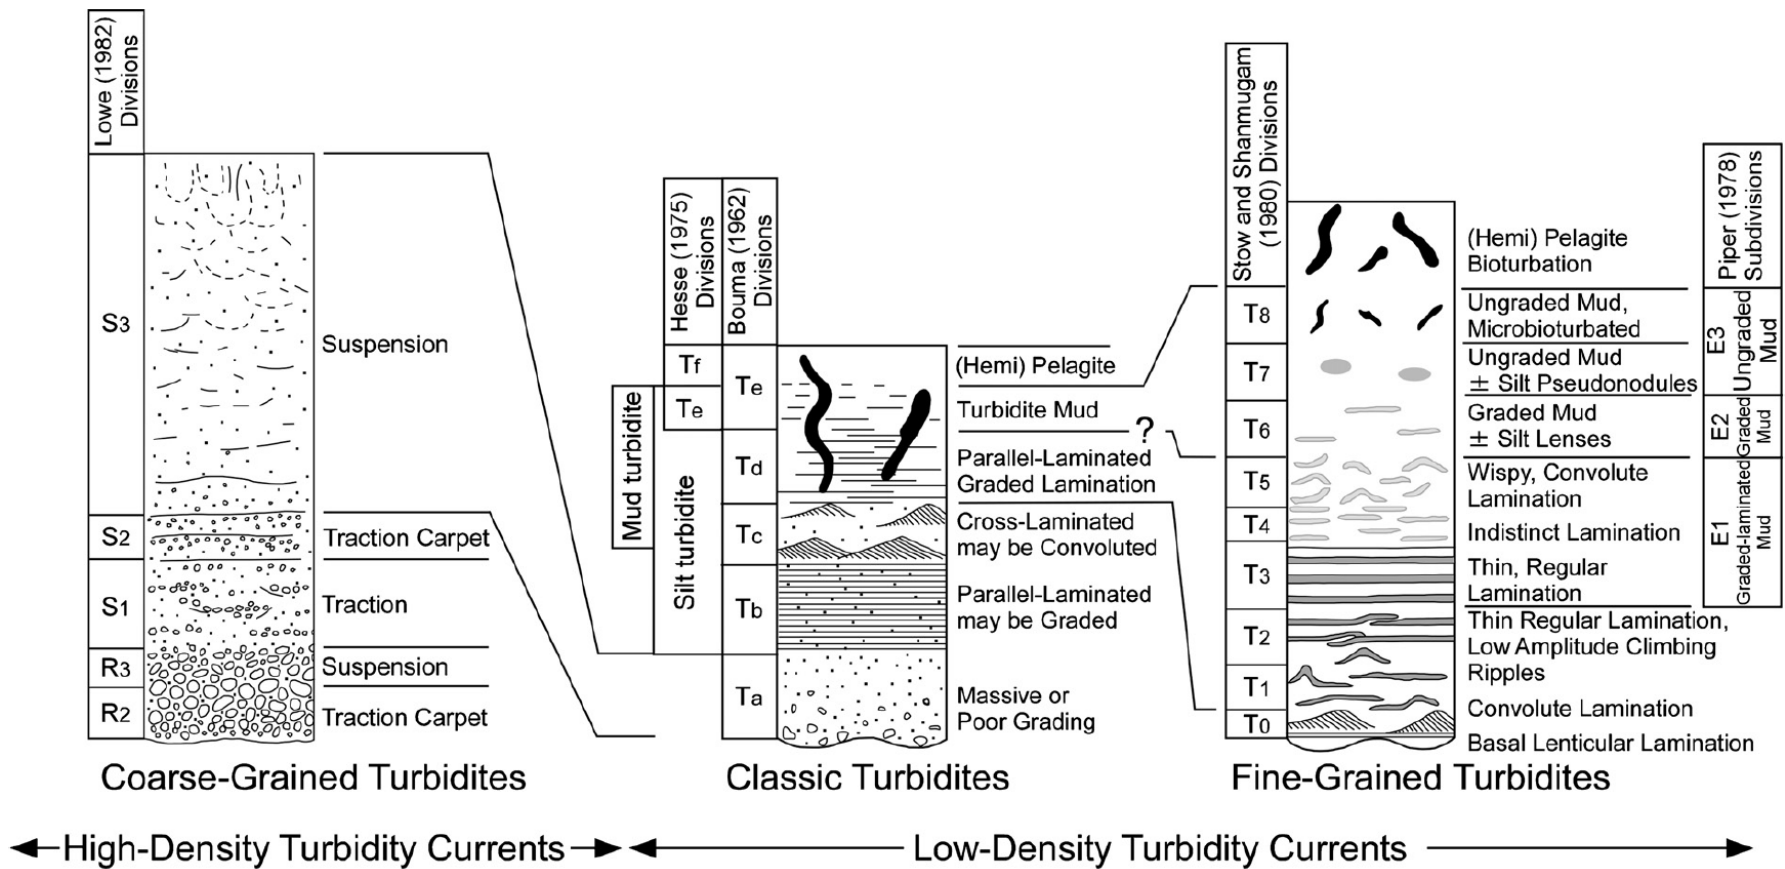 Lowe (1982)
Divisions
S3
S2
S1
R3
R2
Suspension
Traction Carpet
Traction
Suspension
Traction Carpet
Coarse-Grained Turbidites
Hesse (1975)
Divisions
Bouma (1962)
Divisions
Mud turbidite
Silt turbidite
Tf
Te
Te
Td
Tc
Tb
Ta
(Hemi) Pelagite
Turbidite Mud
?
Parallel-Laminated
Graded Lamination
Cross-Laminated
may be Convoluted
Parallel-Laminated
may be Graded
Massive or
Poor Grading
Classic Turbidites
Stow and Shanmugam
(1980) Divisions
T8
T7
T6
T5
T4
T3
T2
T1
T0
(Hemi) Pelagite
Bioturbation
Ungraded Mud,
Microbioturbated
Ungraded Mud
± Silt Pseudonodules
Graded Mud
± Silt Lenses
Wispy, Convolute
Lamination
Indistinct Lamination
Thin, Regular
Lamination
Thin Regular Lamination,
Low Amplitude Climbing
Ripples
Convolute Lamination
Basal Lenticular Lamination
Piper (1978)
Subdivisions
E3
Ungraded
Mud
E2
Graded
Mud
E1
Graded-laminated
Mud
Fine-Grained Turbidites
High-Density Turbidity Currents
Low-Density Turbidity Currents